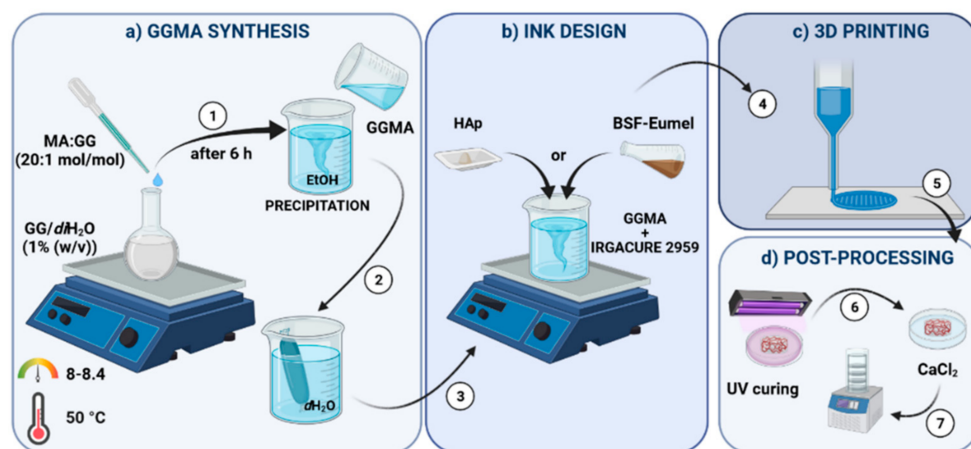 a) GGMA SYNTHESIS
MA:GG
(20:1 mol/mol)
1
after 6 h
GGMA
EtOH
PRECIPITATION
GG/diH₂O
(1% (w/v))
2
dH₂O
8-8.4
50 °C
3
b) INK DESIGN
HAp
or
BSF-Eumel
GGMA
+
IRGACURE 2959
c) 3D PRINTING
4
5
d) POST-PROCESSING
6
UV curing
CaCl₂
7